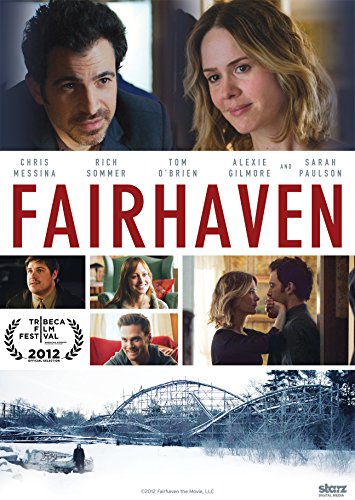 CHRIS MESSINA
RICH SOMMER
TOM O'BRIEN
ALEXIE GILMORE
AND
SARAH PAULSON
FAIRHAVEN
TRIBECA
FILM
FESTIVAL
2012
OFFICIAL SELECTION
©2012 Fairhaven the Movie, LLC
starz
DIGITAL MEDIA